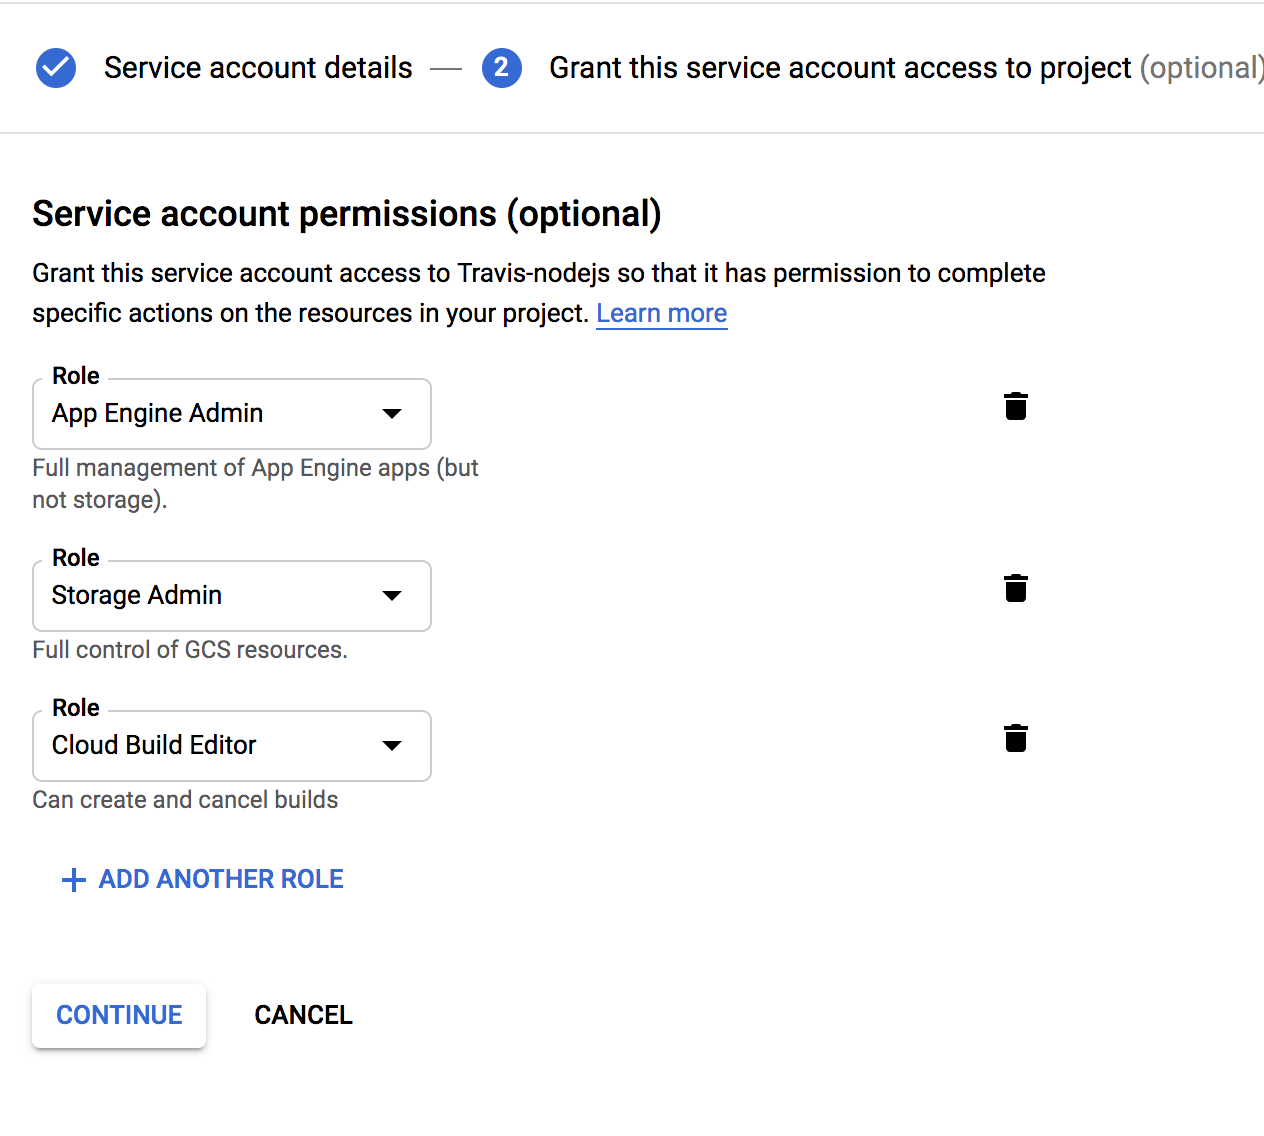 Service account details
2
Grant this service account access to project (optional)
Service account permissions (optional)
Grant this service account access to Travis-nodejs so that it has permission to complete
specific actions on the resources in your project. Learn more
Role
App Engine Admin
Full management of App Engine apps (but
not storage).
Role
Storage Admin
Full control of GCS resources.
Role
Cloud Build Editor
Can create and cancel builds
ADD ANOTHER ROLE
CONTINUE
CANCEL